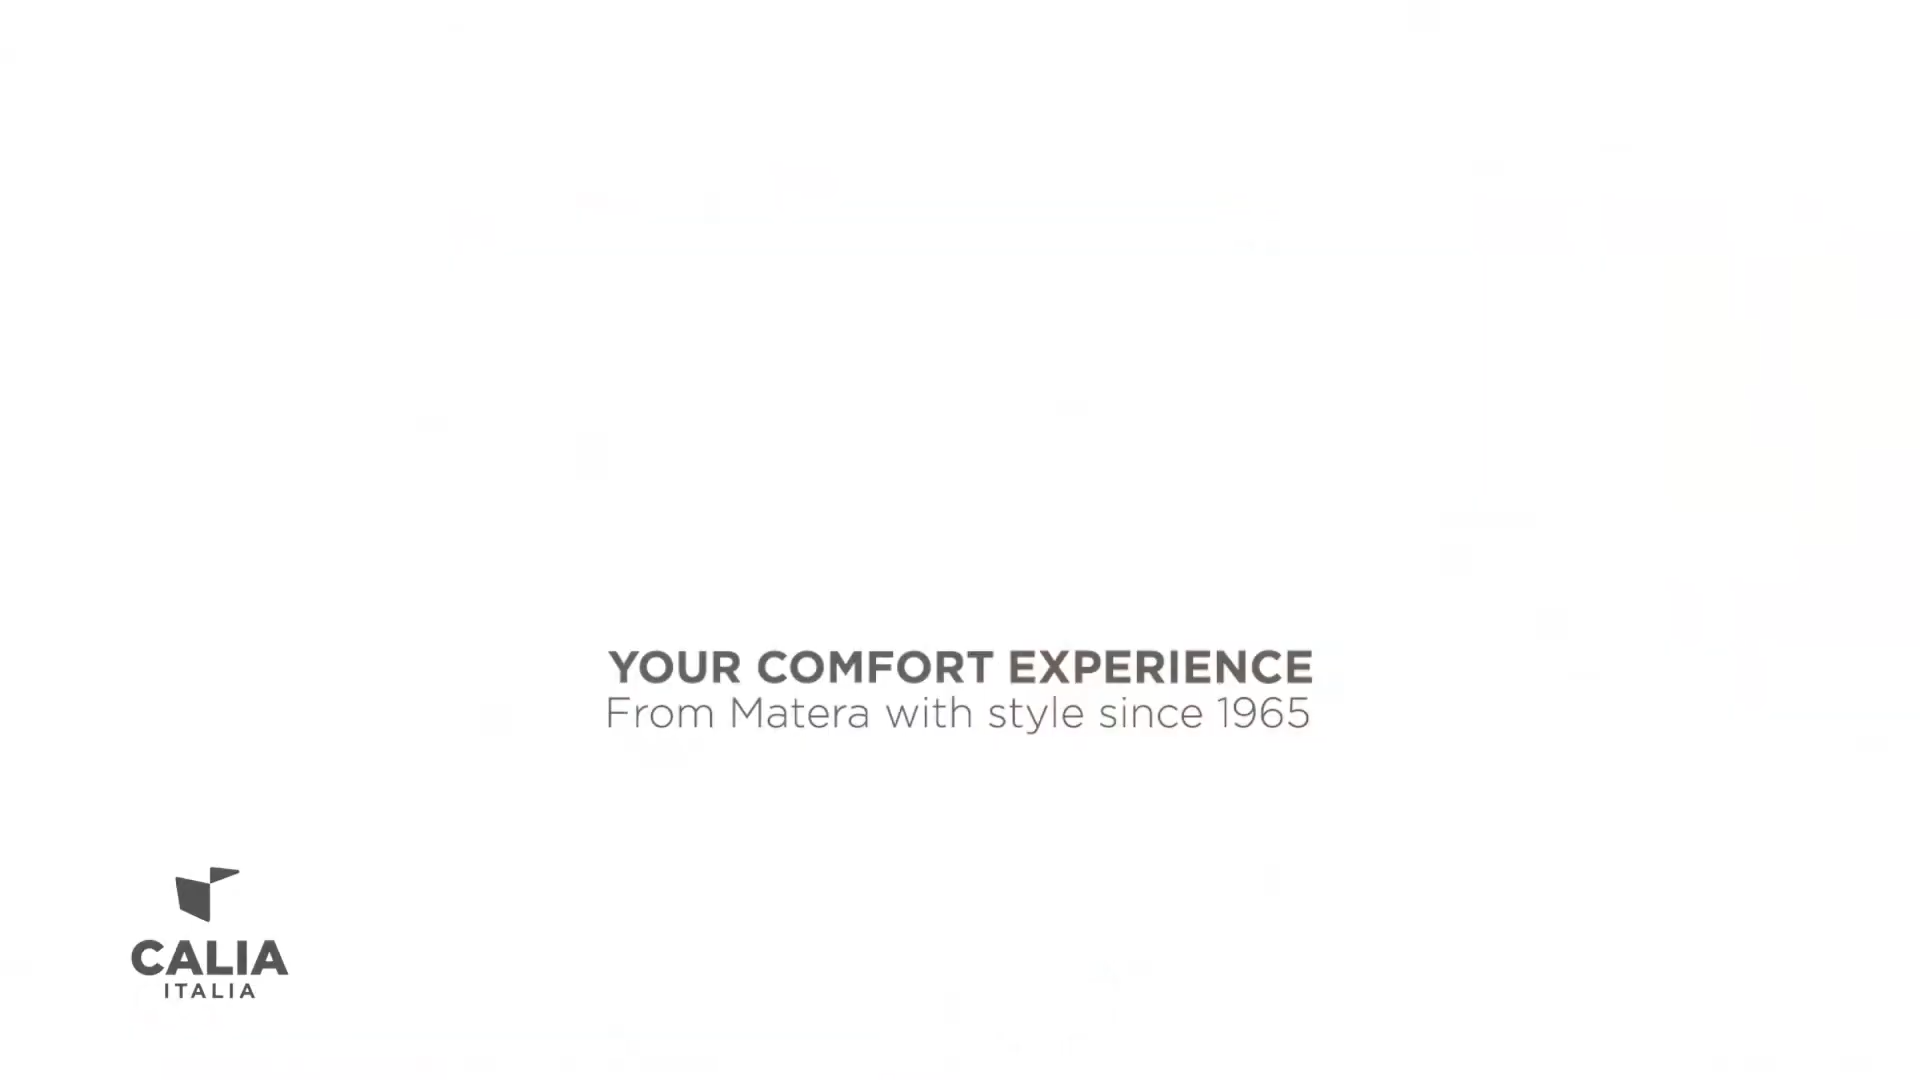 YOUR COMFORT EXPERIENCE
From Matera with style since 1965
CALIA
ITALIA